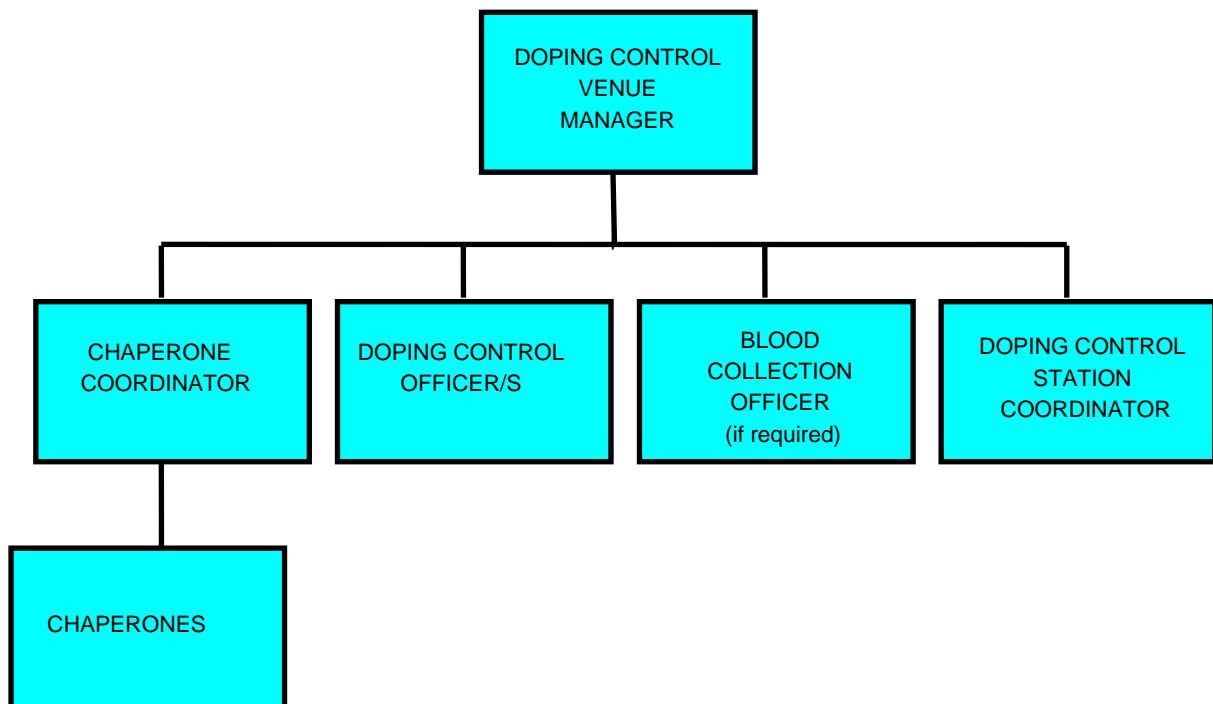 DOPING CONTROL
VENUE
MANAGER
CHAPERONE
COORDINATOR
DOPING CONTROL
OFFICER/S
BLOOD
COLLECTION
OFFICER
(if required)
DOPING CONTROL
STATION
COORDINATOR
CHAPERONES